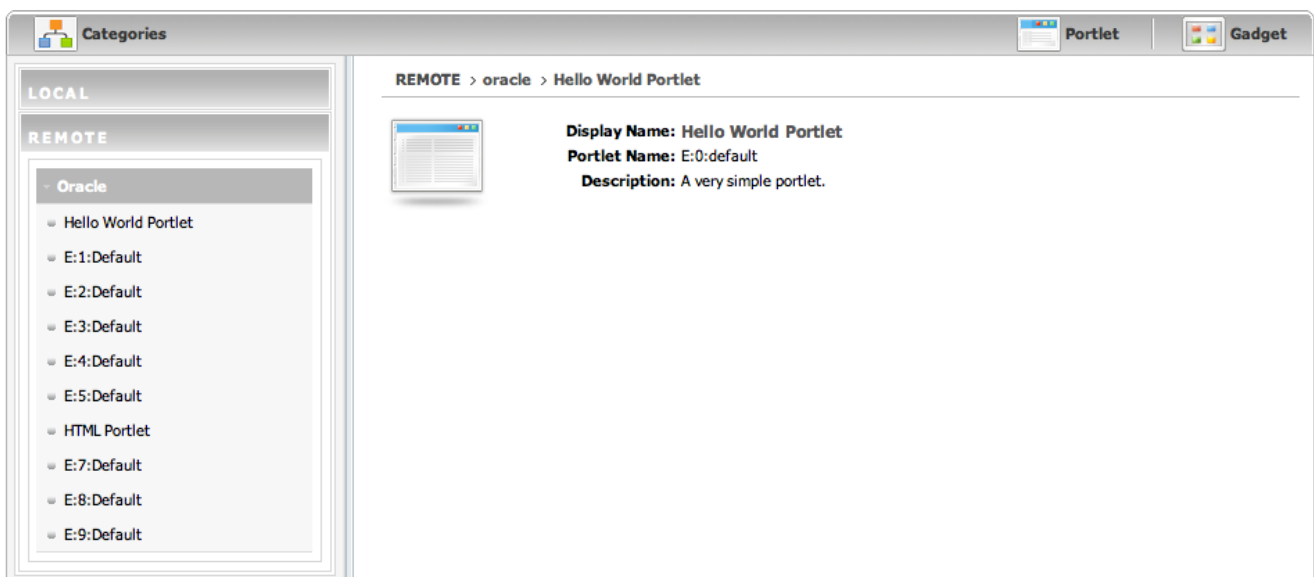 Categories
Portlet
Gadget
LOCAL
REMOTE
Oracle
Hello World Portlet
E:1:Default
E:2:Default
E:3:Default
E:4:Default
E:5:Default
HTML Portlet
E:7:Default
E:8:Default
E:9:Default
REMOTE > oracle > Hello World Portlet
Display Name: Hello World Portlet
Portlet Name: E:0:default
Description: A very simple portlet.